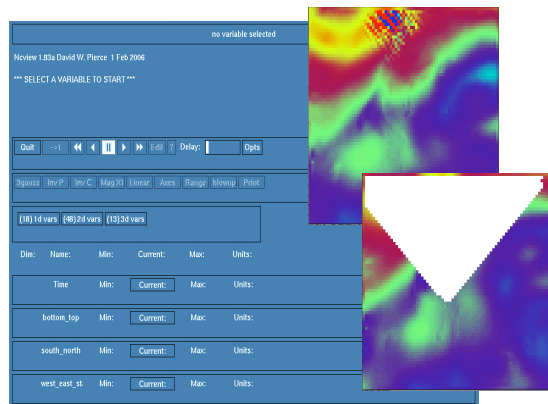 no variable selected
Ncview 1.93a David W. Pierce 1 Feb 2006
*** SELECT A VARIABLE TO START ***
Quit ->1 Edit ? Delay: Opts
3gauss Inv P Inv C Mag X1 Linear Axes Range blowup Print
(18) 1d vars (48) 2d vars (13) 3d vars
Dim: Name: Min: Current: Max: Units:
Time Min: Current: Max: Units:
bottom_top Min: Current: Max: Units:
south_north Min: Current: Max: Units:
west_east_st Min: Current: Max: Units: